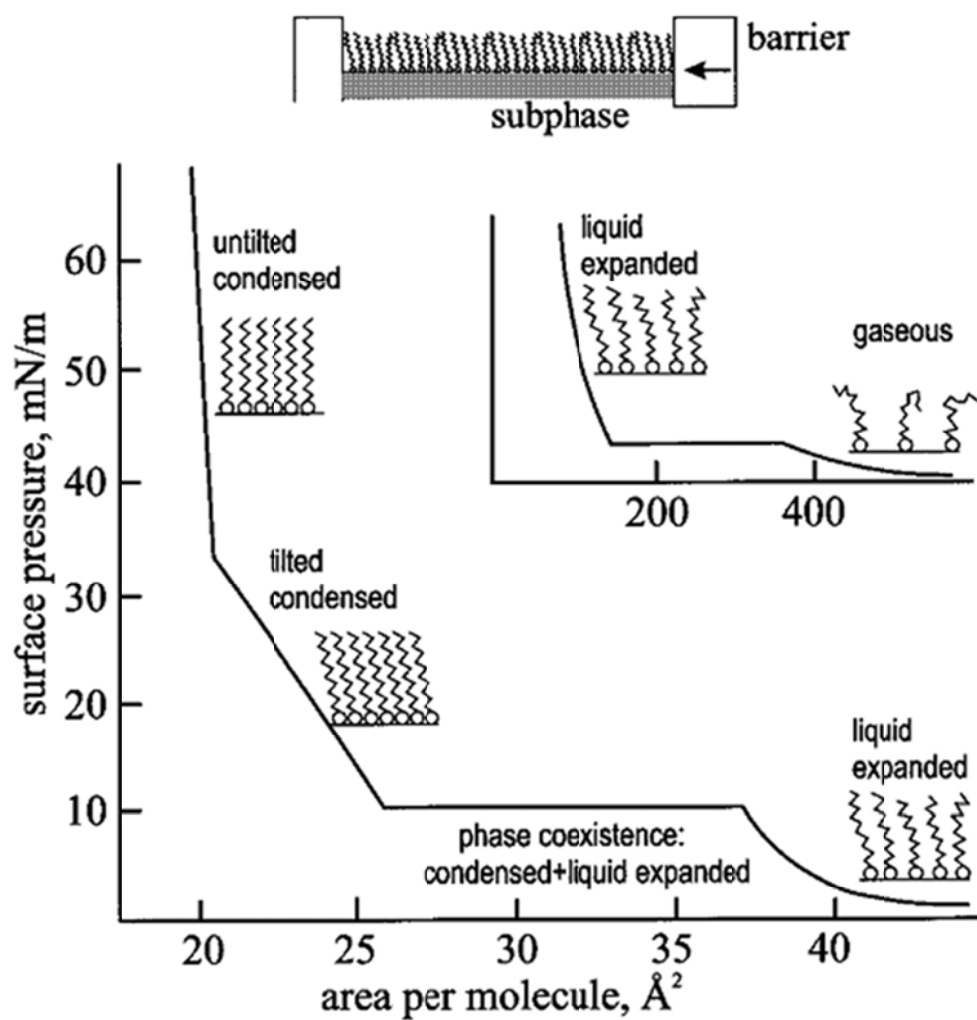 barrier
subphase
surface pressure, mN/m
60
50
40
30
20
10
untilted
condensed
tilted
condensed
phase coexistence:
condensed+liquid expanded
liquid
expanded
20
25
30
35
40
area per molecule, Å²
liquid
expanded
gaseous
200
400